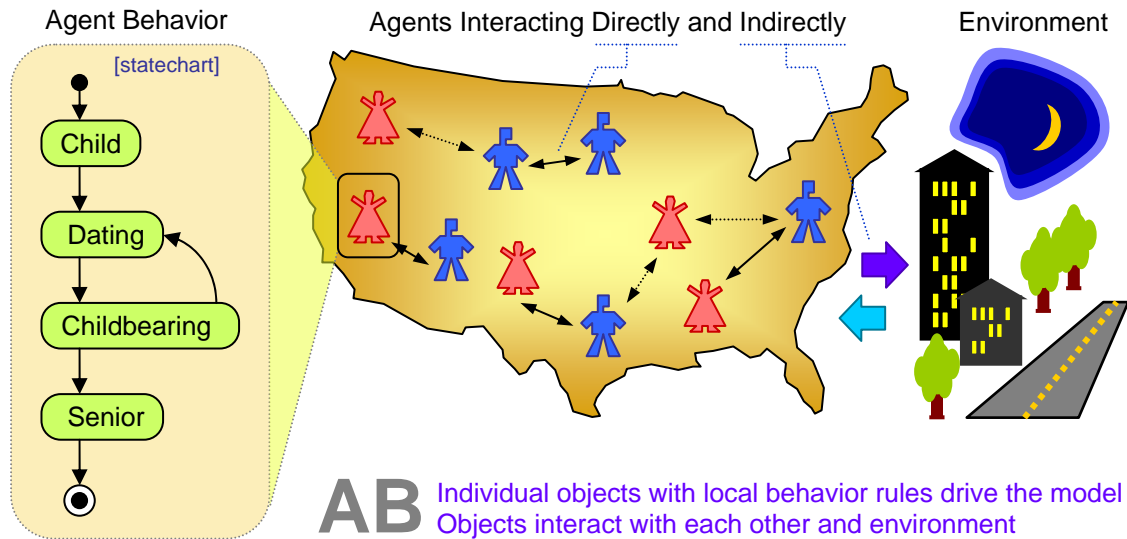 Agent Behavior
Agents Interacting Directly and Indirectly
Environment
[statechart]
Child
Dating
Childbearing
Senior
AB
Individual objects with local behavior rules drive the model
Objects interact with each other and environment